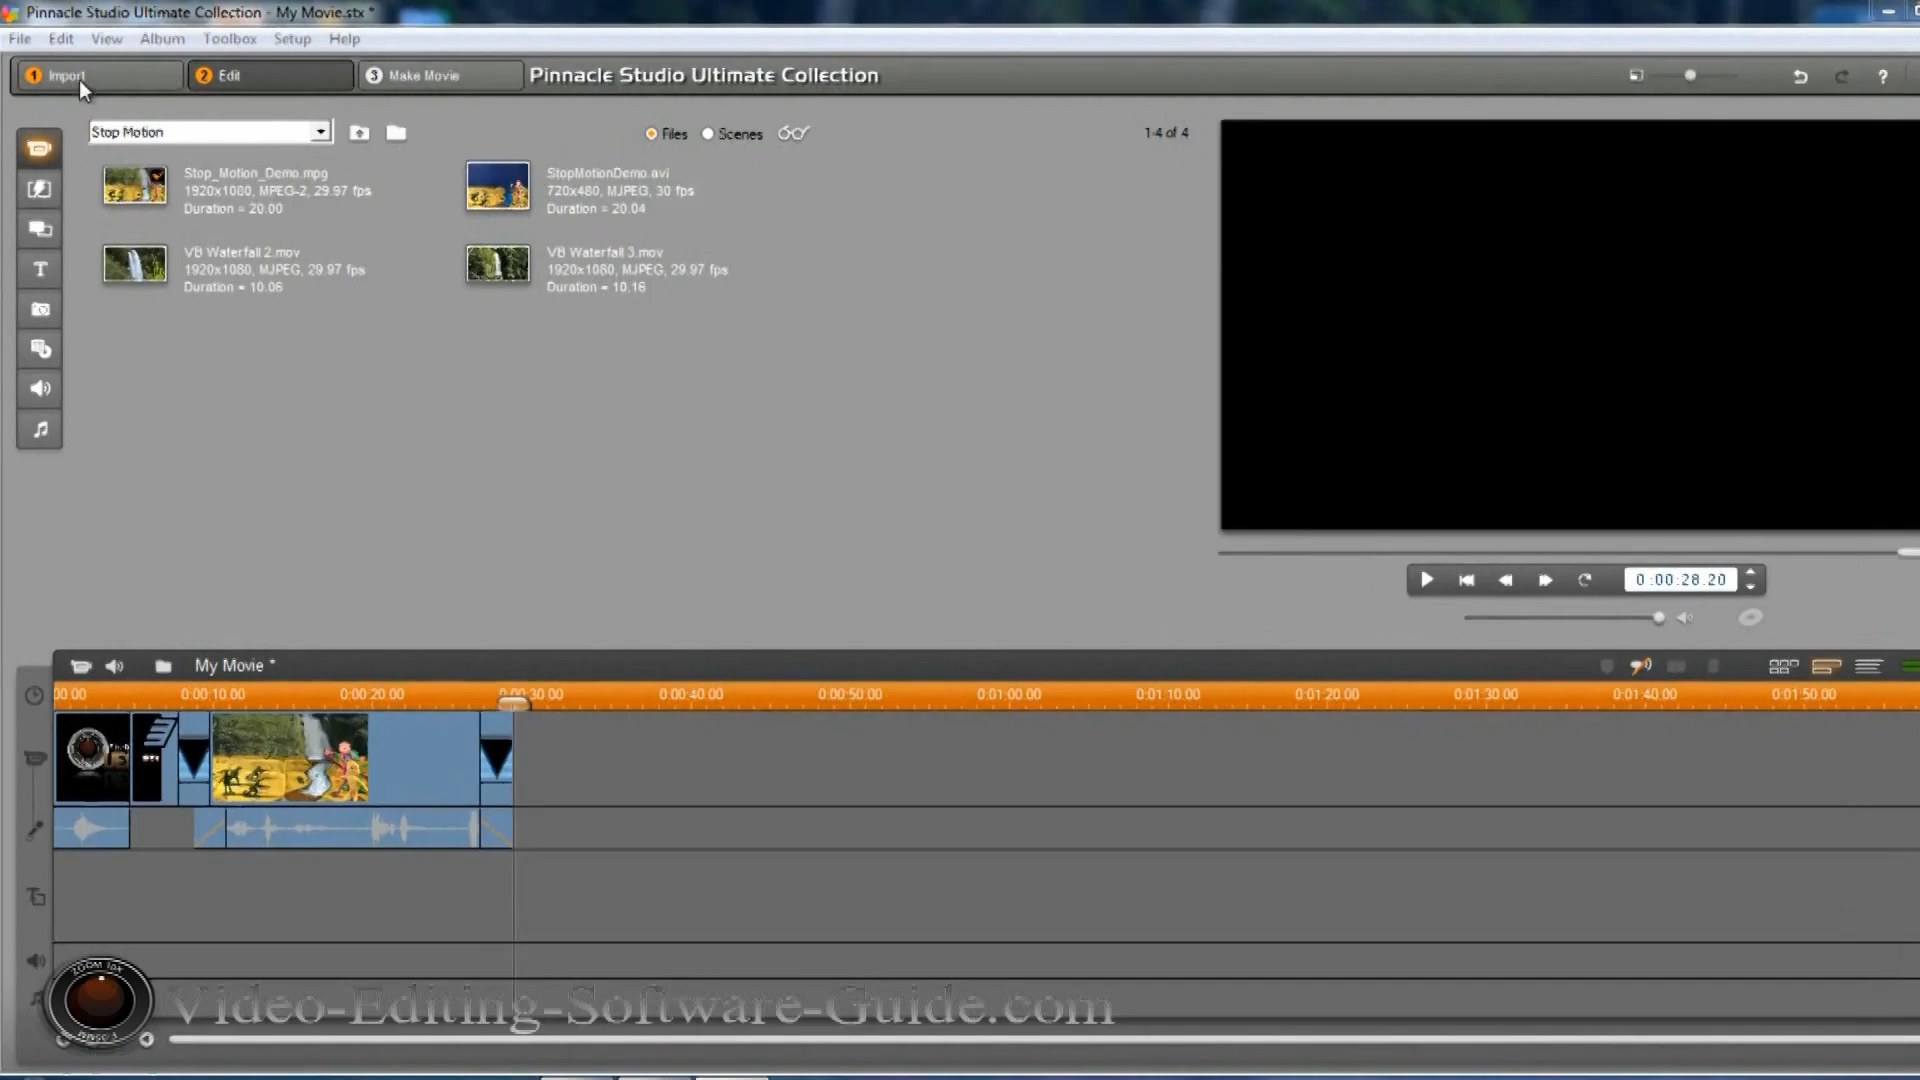 Pinnacle Studio Ultimate Collection - My Movie.stx *
File Edit View Album Toolbox Setup Help
1 Import 2 Edit 3 Make Movie Pinnacle Studio Ultimate Collection ?
Stop Motion Files Scenes 1-4 of 4
Stop_Motion_Demo.mpg
1920x1080, MPEG-2, 29.97 fps
Duration = 20.00
StopMotionDemo.avi
720x480, MJPEG, 30 fps
Duration = 20.04
VB Waterfall 2.mov
1920x1080, MJPEG, 29.97 fps
Duration = 10.06
VB Waterfall 3.mov
1920x1080, MJPEG, 29.97 fps
Duration = 10.16
T
0:00:28.20
My Movie *
00.00 0:00:10.00 0:00:20.00 0:00:30.00 0:00:40.00 0:00:50.00 0:01:00.00 0:01:10.00 0:01:20.00 0:01:30.00 0:01:40.00 0:01:50.00
3
ZOOM 10x
Video-Editing-Software-Guide.com